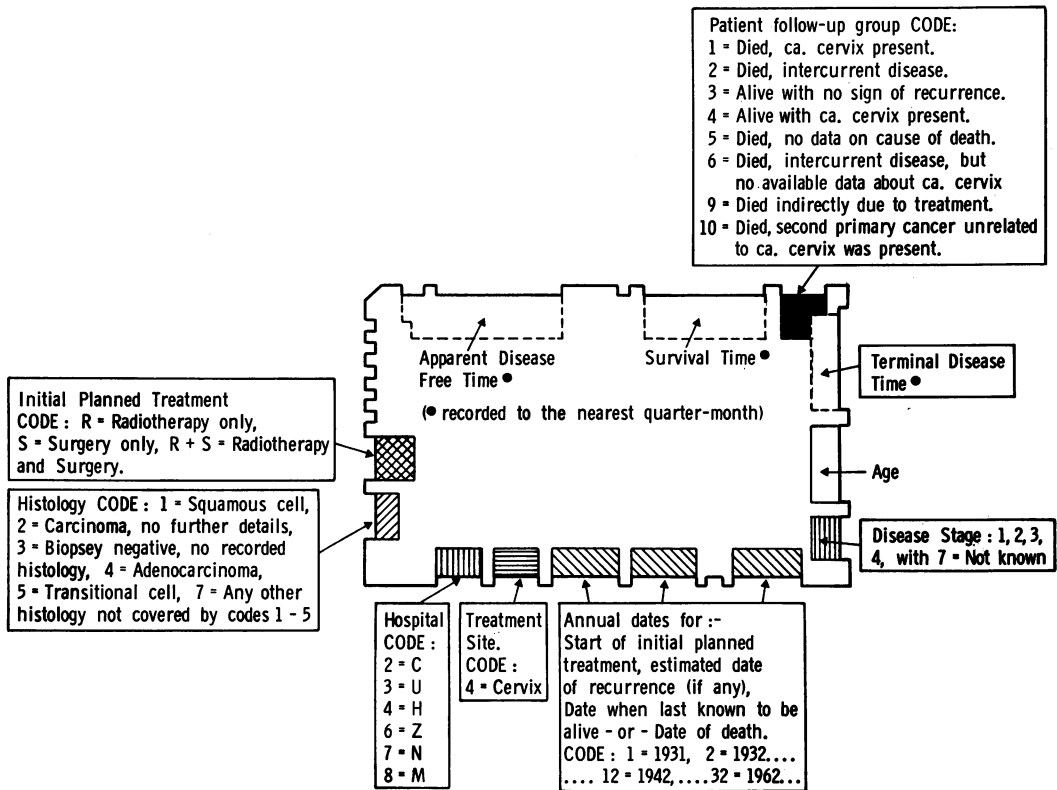 Patient follow-up group CODE:
1 = Died, ca. cervix present.
2 = Died, intercurrent disease.
3 = Alive with no sign of recurrence.
4 = Alive with ca. cervix present.
5 = Died, no data on cause of death.
6 = Died, intercurrent disease, but
no available data about ca. cervix
9 = Died indirectly due to treatment.
10 = Died, second primary cancer unrelated
to ca. cervix was present.
Apparent Disease
Free Time ●
Survival Time ●
(● recorded to the nearest quarter-month)
Terminal Disease
Time ●
Initial Planned Treatment
CODE : R = Radiotherapy only,
S = Surgery only, R + S = Radiotherapy
and Surgery.
Age
Histology CODE: 1 = Squamous cell,
2 = Carcinoma, no further details,
3 = Biopsey negative, no recorded
histology, 4 = Adenocarcinoma,
5 = Transitional cell, 7 = Any other
histology not covered by codes 1 - 5
Disease Stage : 1, 2, 3,
4, with 7 = Not known
Hospital
CODE :
2 = C
3 = U
4 = H
6 = Z
7 = N
8 = M
Treatment
Site.
CODE :
4 = Cervix
Annual dates for :-
Start of initial planned
treatment, estimated date
of recurrence (if any),
Date when last known to be
alive - or - Date of death.
CODE : 1 = 1931, 2 = 1932....
.... 12 = 1942, ....32 = 1962...